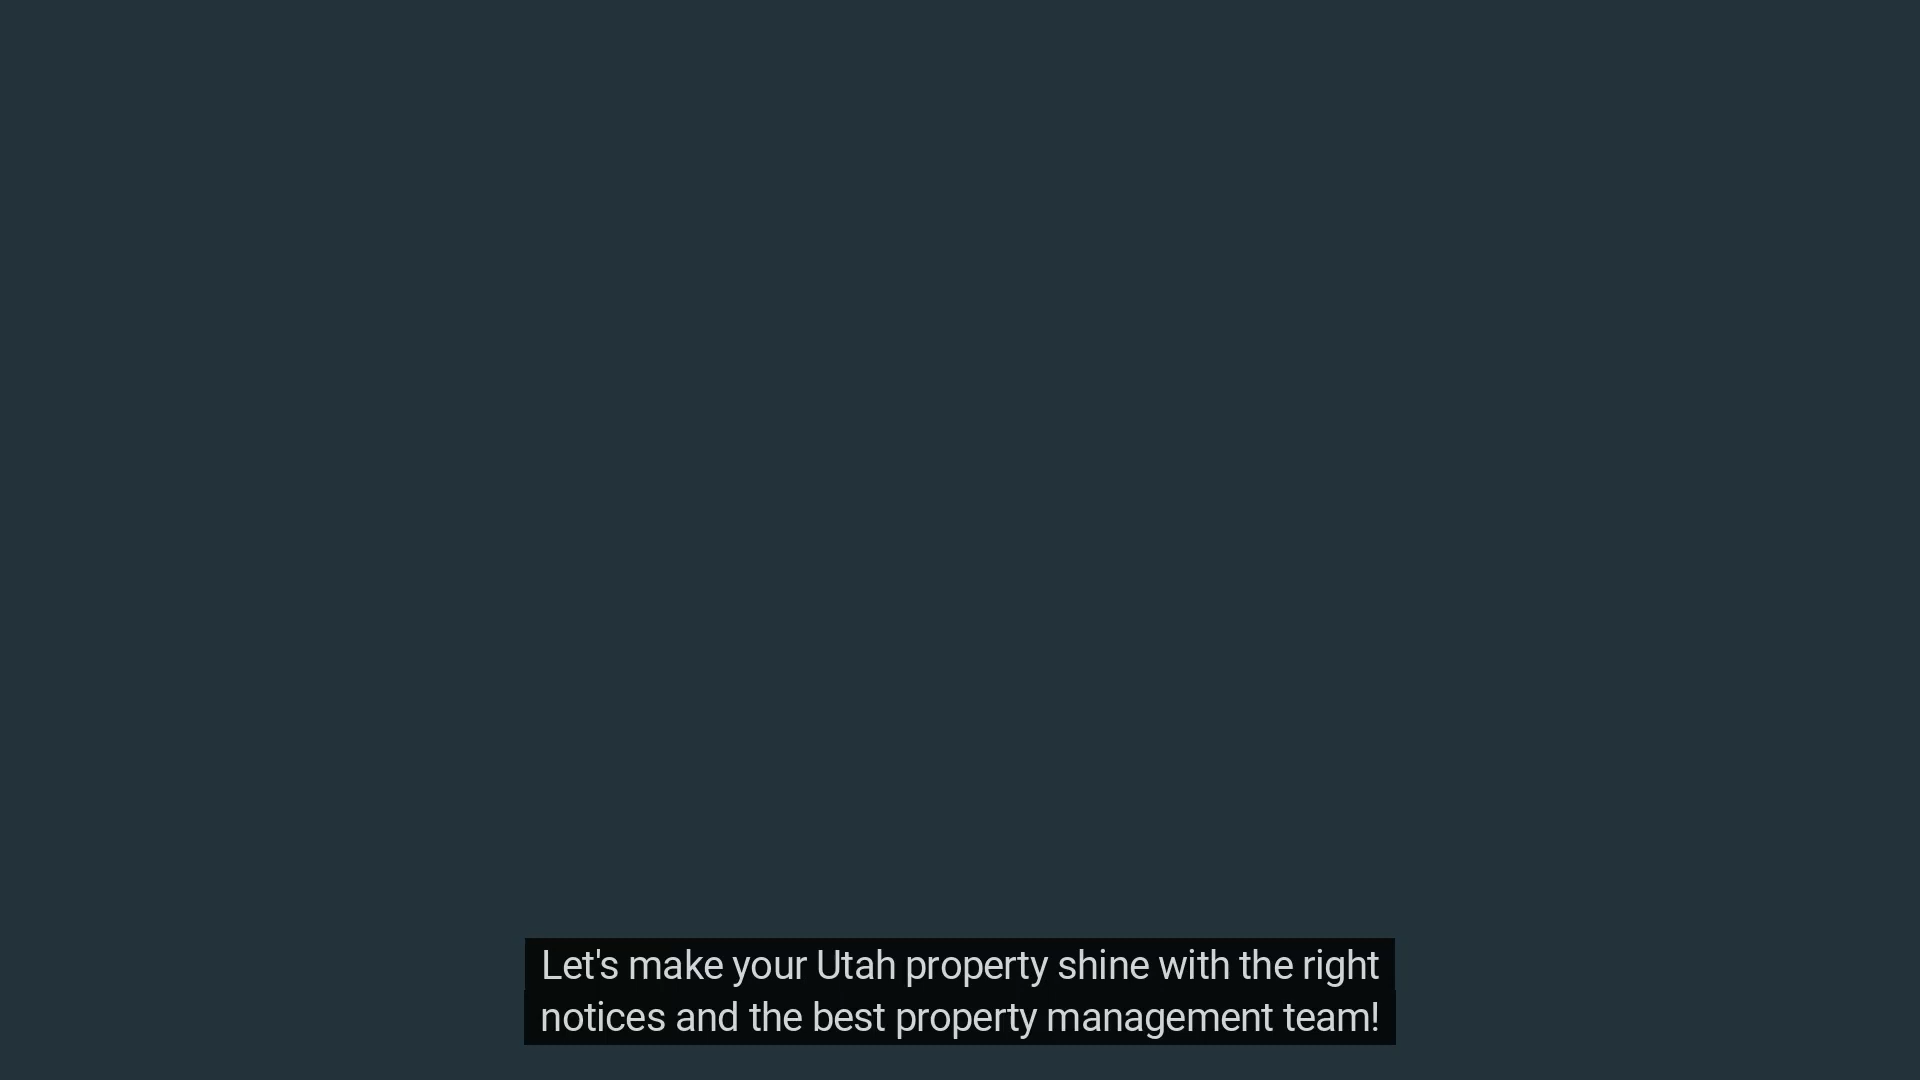 Let's make your Utah property shine with the right
notices and the best property management team!